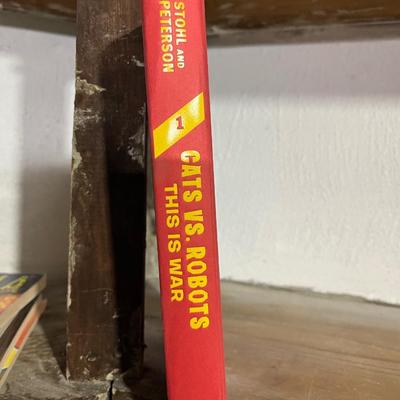 STOHL AND
PETERSON
1
CATS VS. ROBOTS
THIS IS WAR